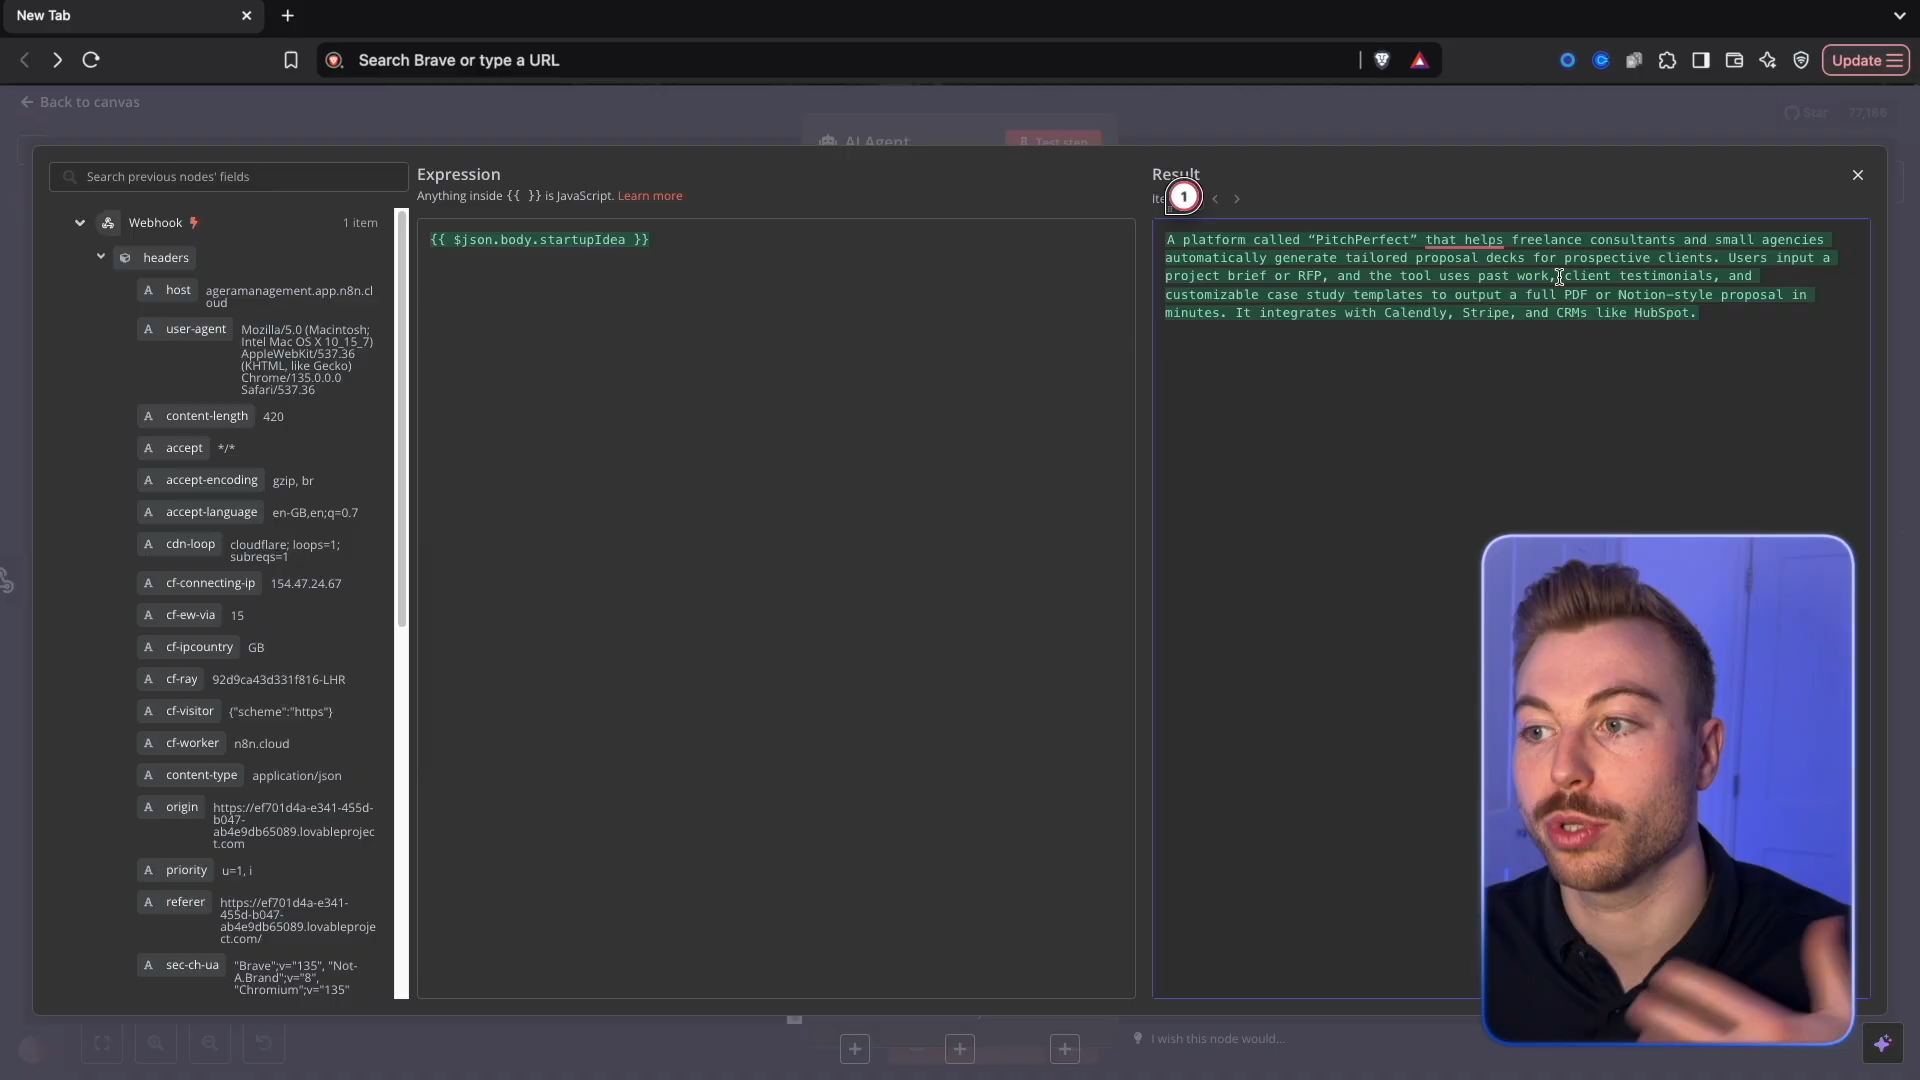 New Tab
Search Brave or type a URL
Update
Back to canvas
Star 77,186
AI Agent
Test step
Search previous nodes' fields
Expression
Anything inside {{ }} is JavaScript. Learn more
Result
1
Webhook
1 item
headers
A host ageramanagement.app.n8n.cl
oud
A user-agent Mozilla/5.0 (Macintosh;
Intel Mac OS X 10_15_7)
AppleWebKit/537.36
(KHTML, like Gecko)
Chrome/135.0.0.0
Safari/537.36
A content-length 420
A accept */*
A accept-encoding gzip, br
A accept-language en-GB,en;q=0.7
A cdn-loop cloudflare; loops=1;
subreqs=1
A cf-connecting-ip 154.47.24.67
A cf-ew-via 15
A cf-ipcountry GB
A cf-ray 92d9ca43d331f816-LHR
A cf-visitor {"scheme":"https"}
A cf-worker n8n.cloud
A content-type application/json
A origin https://ef701d4a-e341-455d-
b047-
ab4e9db65089.lovableprojec
t.com
A priority u=1, i
A referer https://ef701d4a-e341-
455d-b047-
ab4e9db65089.lovableproje
ct.com/
A sec-ch-ua "Brave";v="135", "Not-
A.Brand";v="8",
"Chromium";v="135"
{{ $json.body.startupIdea }}
A platform called “PitchPerfect” that helps freelance consultants and small agencies
automatically generate tailored proposal decks for prospective clients. Users input a
project brief or RFP, and the tool uses past work, client testimonials, and
customizable case study templates to output a full PDF or Notion-style proposal in
minutes. It integrates with Calendly, Stripe, and CRMs like HubSpot.
I wish this node would...